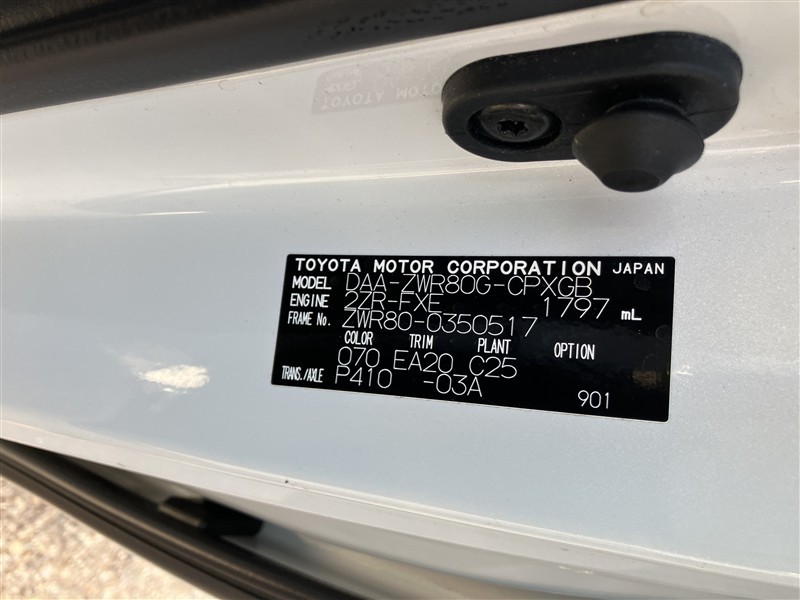 TOYOTA MOTOR CORPORATION JAPAN
MODEL DAA-ZWR80G-CPXGB
ENGINE 2ZR-FXE 1797 mL
FRAME No. ZWR80-0350517
COLOR TRIM PLANT OPTION
070 EA20 C25
TRANS./AXLE P410 -03A
901